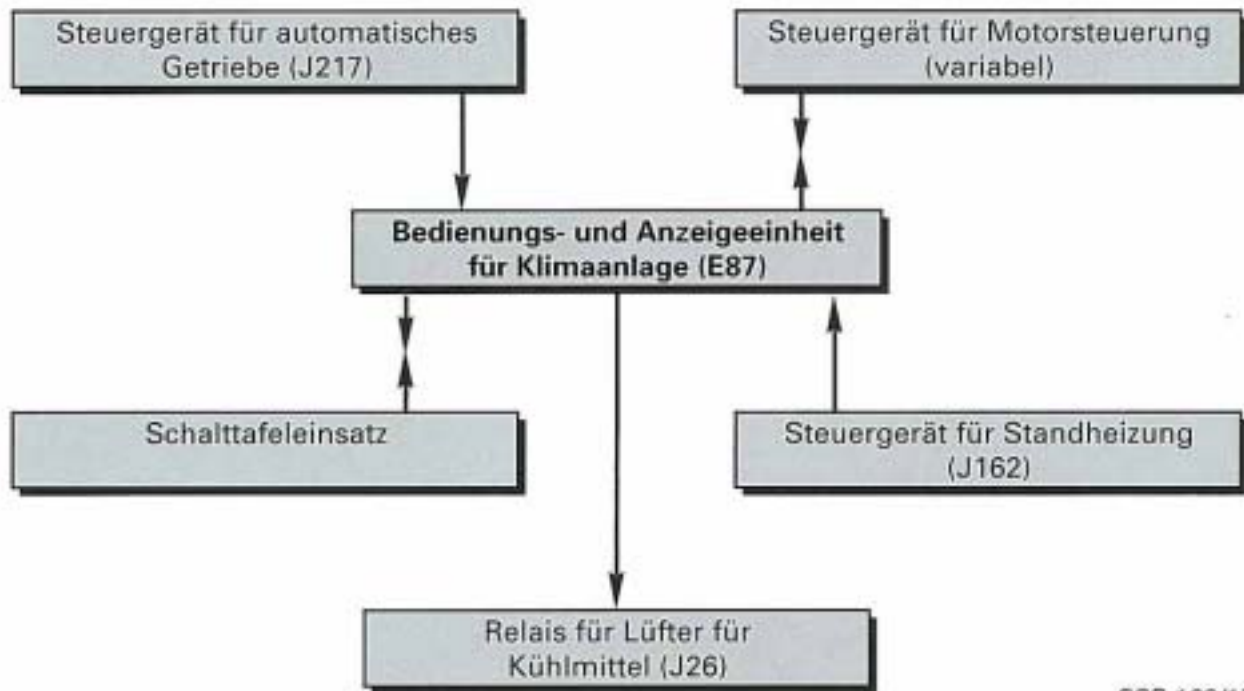 Steuergerät für automatisches
Getriebe (J217)
Steuergerät für Motorsteuerung
(variabel)
Bedienungs- und Anzeigeeinheit
für Klimaanlage (E87)
Schalttafeleinsatz
Steuergerät für Standheizung
(J162)
Relais für Lüfter für
Kühlmittel (J26)